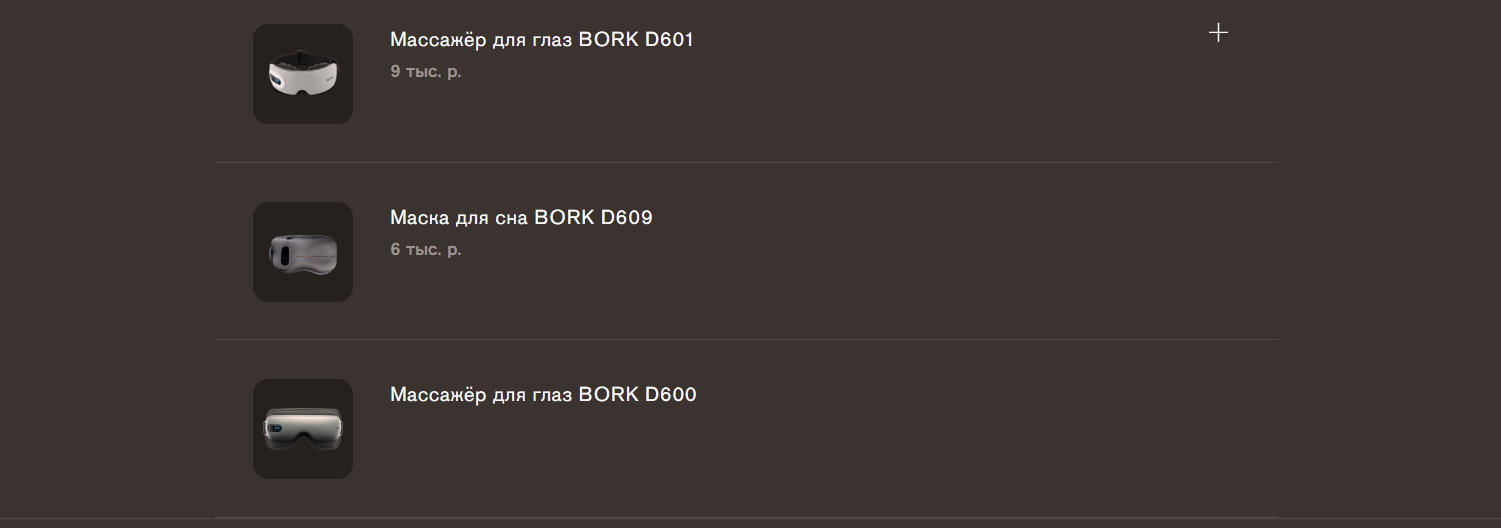 Массажёр для глаз BORK D601
9 тыс. р.
Маска для сна BORK D609
6 тыс. р.
Массажёр для глаз BORK D600